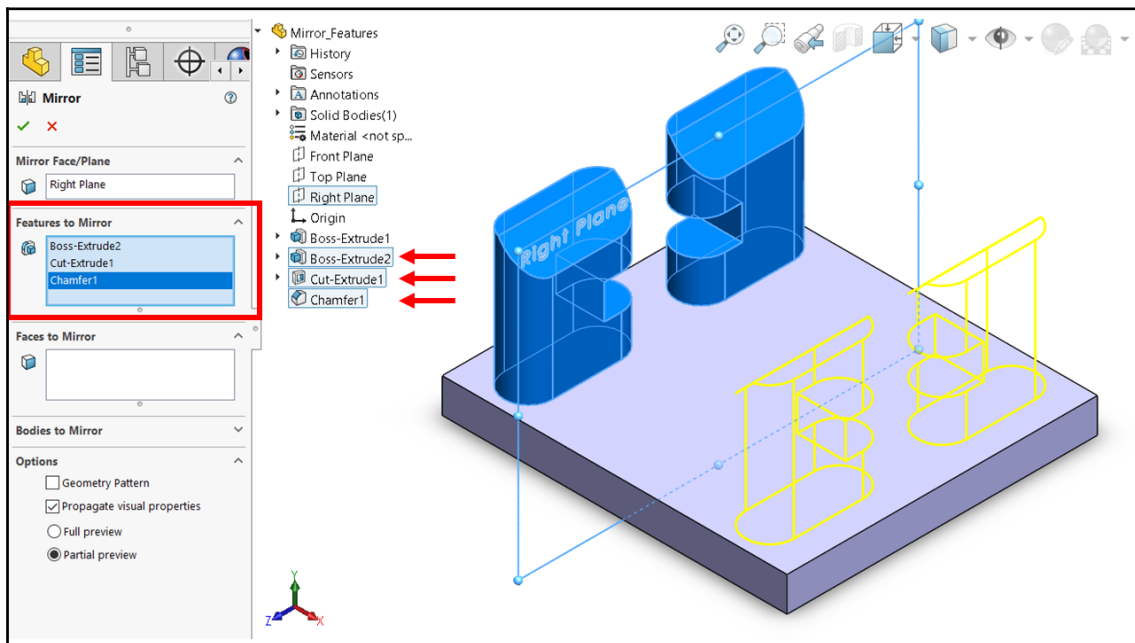 Mirror
Mirror Face/Plane
Right Plane
Features to Mirror
Boss-Extrude2
Cut-Extrude1
Chamfer1
Faces to Mirror
Bodies to Mirror
Options
Geometry Pattern
Propagate visual properties
Full preview
Partial preview
Mirror_Features
History
Sensors
Annotations
Solid Bodies(1)
Material <not sp...
Front Plane
Top Plane
Right Plane
Origin
Boss-Extrude1
Boss-Extrude2
Cut-Extrude1
Chamfer1
Right Plane
Y
Z
X